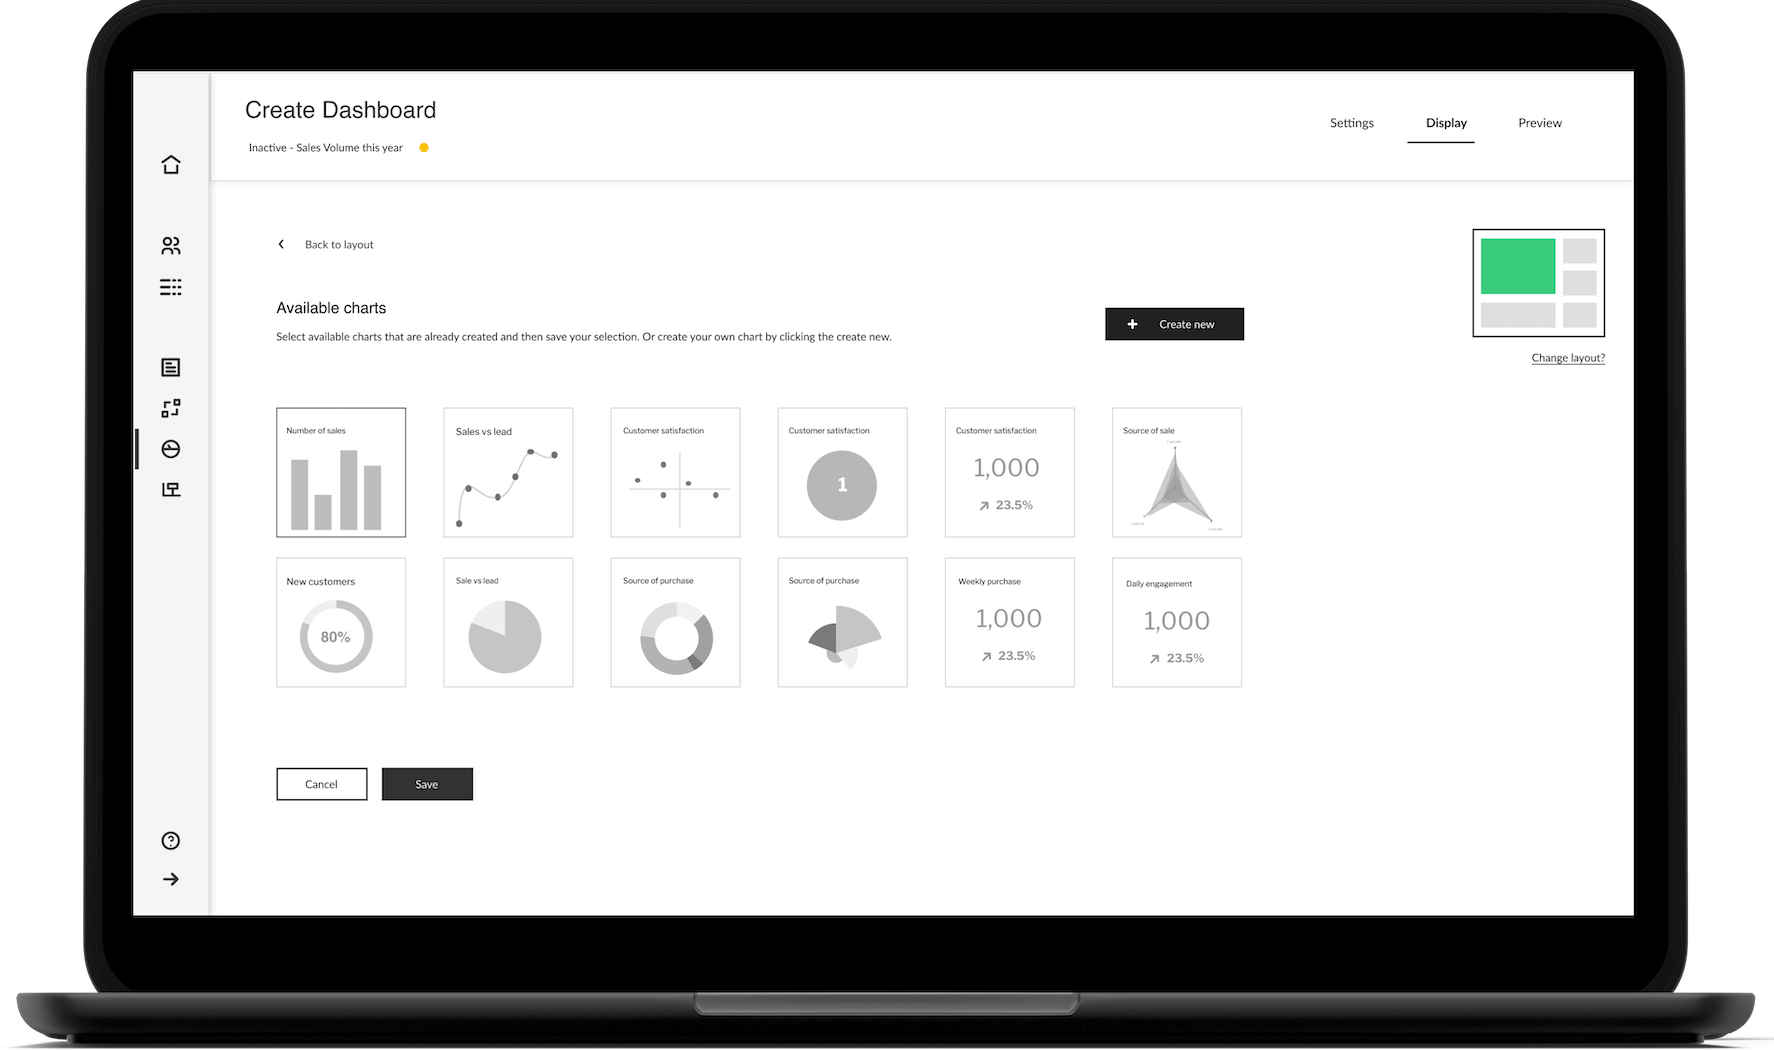 Create Dashboard
Inactive - Sales Volume this year
Settings
Display
Preview
Back to layout
Available charts
Select available charts that are already created and then save your selection. Or create your own chart by clicking the create new.
Create new
Change layout?
Number of sales
Sales vs lead
Customer satisfaction
Customer satisfaction
1
Customer satisfaction
1,000
23.5%
Source of sale
New customers
80%
Sale vs lead
Source of purchase
Source of purchase
Weekly purchase
1,000
23.5%
Daily engagement
1,000
23.5%
Cancel
Save